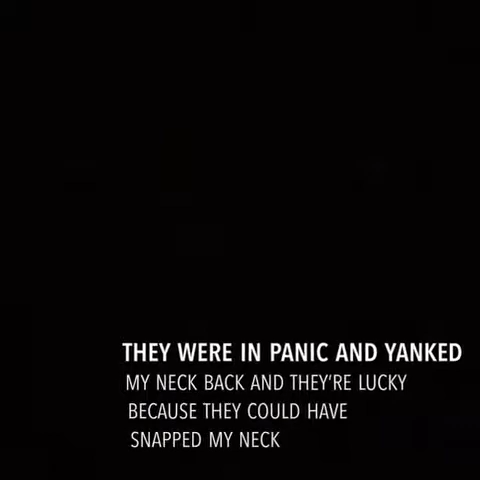 THEY WERE IN PANIC AND YANKED
MY NECK BACK AND THEY'RE LUCKY
BECAUSE THEY COULD HAVE
SNAPPED MY NECK